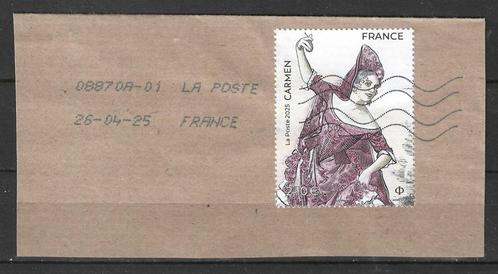 08870A-01 LA POSTE
26-04-25 FRANCE
FRANCE
La Poste 2025 CARMEN